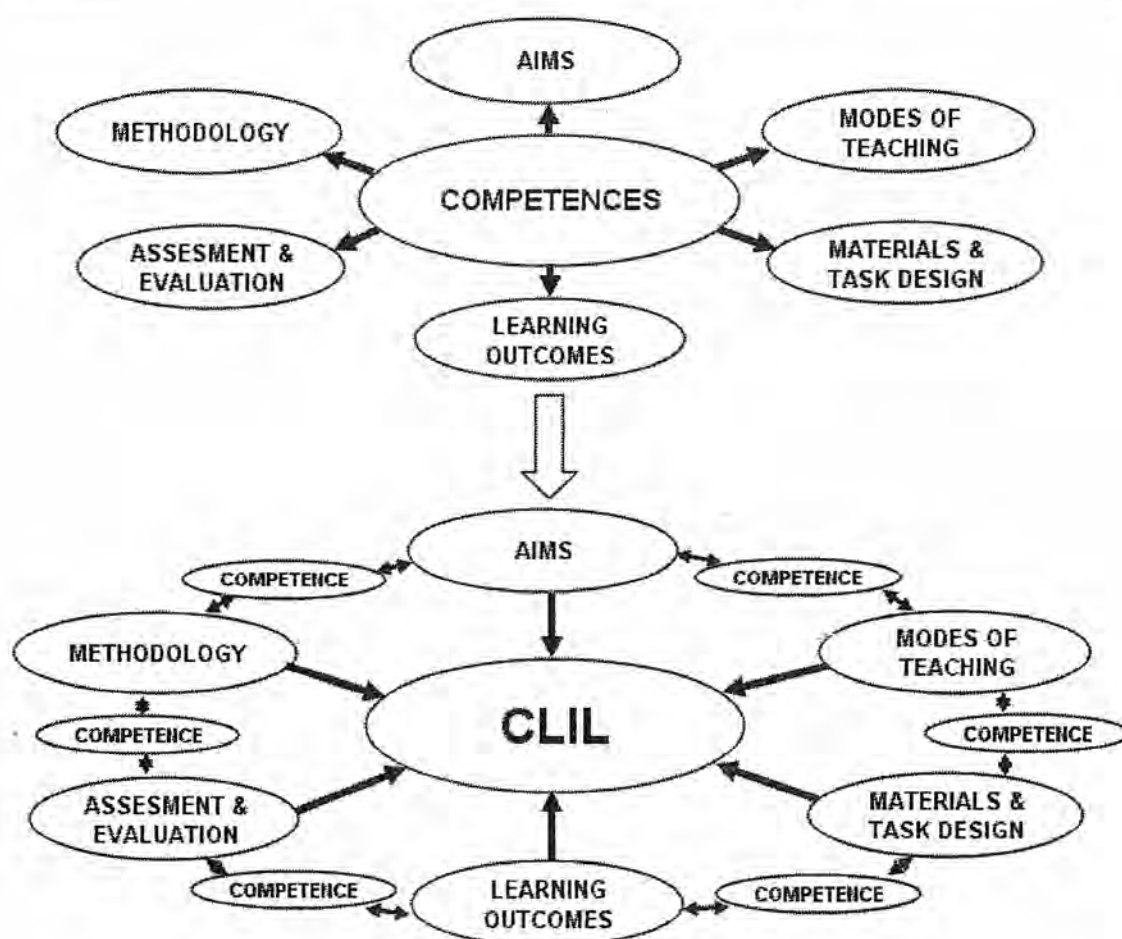 AIMS
METHODOLOGY
MODES OF
TEACHING
COMPETENCES
ASSESMENT &
EVALUATION
MATERIALS &
TASK DESIGN
LEARNING
OUTCOMES
AIMS
COMPETENCE
COMPETENCE
METHODOLOGY
MODES OF
TEACHING
CLIL
COMPETENCE
COMPETENCE
ASSESMENT &
EVALUATION
MATERIALS &
TASK DESIGN
COMPETENCE
LEARNING
OUTCOMES
COMPETENCE